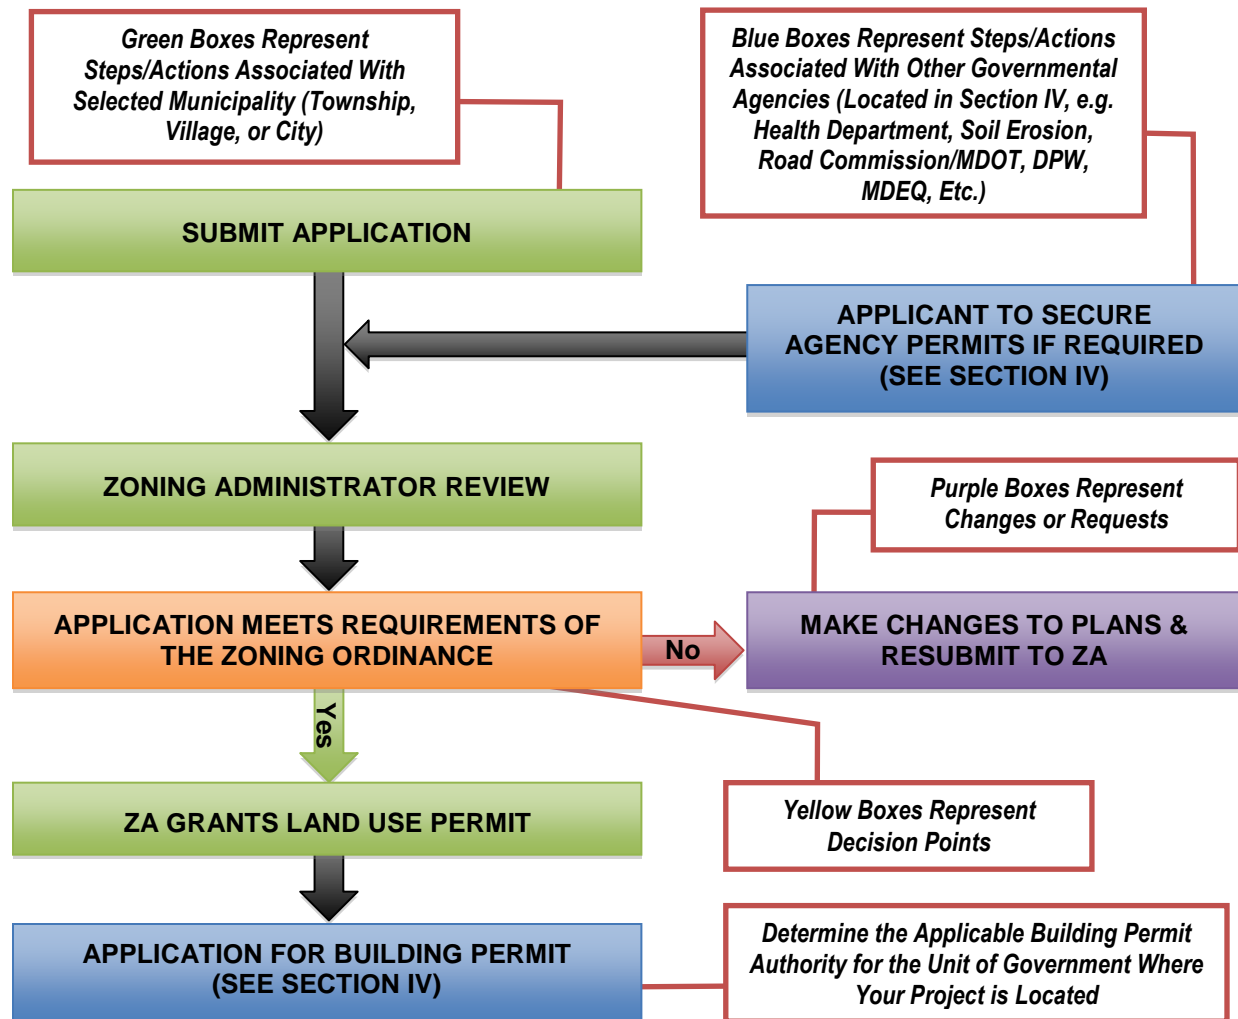 Green Boxes Represent
Steps/Actions Associated With
Selected Municipality (Township,
Village, or City)
Blue Boxes Represent Steps/Actions
Associated With Other Governmental
Agencies (Located in Section IV, e.g.
Health Department, Soil Erosion,
Road Commission/MDOT, DPW,
MDEQ, Etc.)
SUBMIT APPLICATION
APPLICANT TO SECURE
AGENCY PERMITS IF REQUIRED
(SEE SECTION IV)
ZONING ADMINISTRATOR REVIEW
Purple Boxes Represent
Changes or Requests
APPLICATION MEETS REQUIREMENTS OF
THE ZONING ORDINANCE
No
MAKE CHANGES TO PLANS &
RESUBMIT TO ZA
Yes
ZA GRANTS LAND USE PERMIT
Yellow Boxes Represent
Decision Points
APPLICATION FOR BUILDING PERMIT
(SEE SECTION IV)
Determine the Applicable Building Permit
Authority for the Unit of Government Where
Your Project is Located